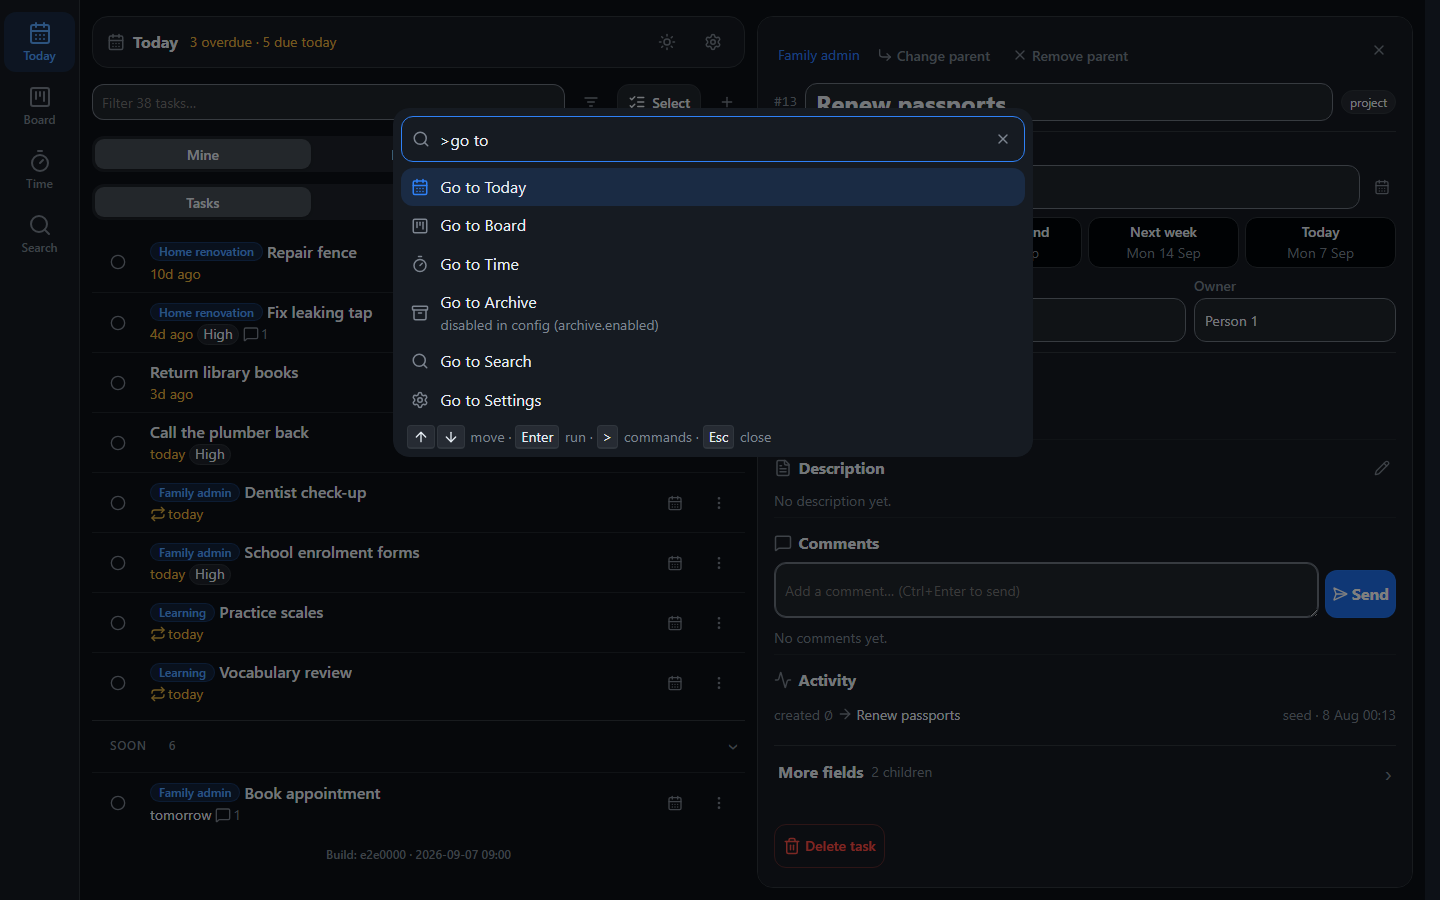 Today
Board
Time
Search
Today 3 overdue · 5 due today
Filter 38 tasks...
Select
Mine
Tasks
Home renovation Repair fence
10d ago
Home renovation Fix leaking tap
4d ago High 1
Return library books
3d ago
Call the plumber back
today High
Family admin Dentist check-up
today
Family admin School enrolment forms
today High
Learning Practice scales
today
Learning Vocabulary review
today
SOON 6
Family admin Book appointment
tomorrow 1
Build: e2e0000 · 2026-09-07 09:00
>go to
Go to Today
Go to Board
Go to Time
Go to Archive
disabled in config (archive.enabled)
Go to Search
Go to Settings
↑ ↓ move · Enter run · > commands · Esc close
Family admin Change parent Remove parent
#13 Renew passports project
Next week
Mon 14 Sep
Today
Mon 7 Sep
Owner
Person 1
Description
No description yet.
Comments
Add a comment... (Ctrl+Enter to send)
Send
No comments yet.
Activity
created ∅ → Renew passports seed · 8 Aug 00:13
More fields 2 children
Delete task